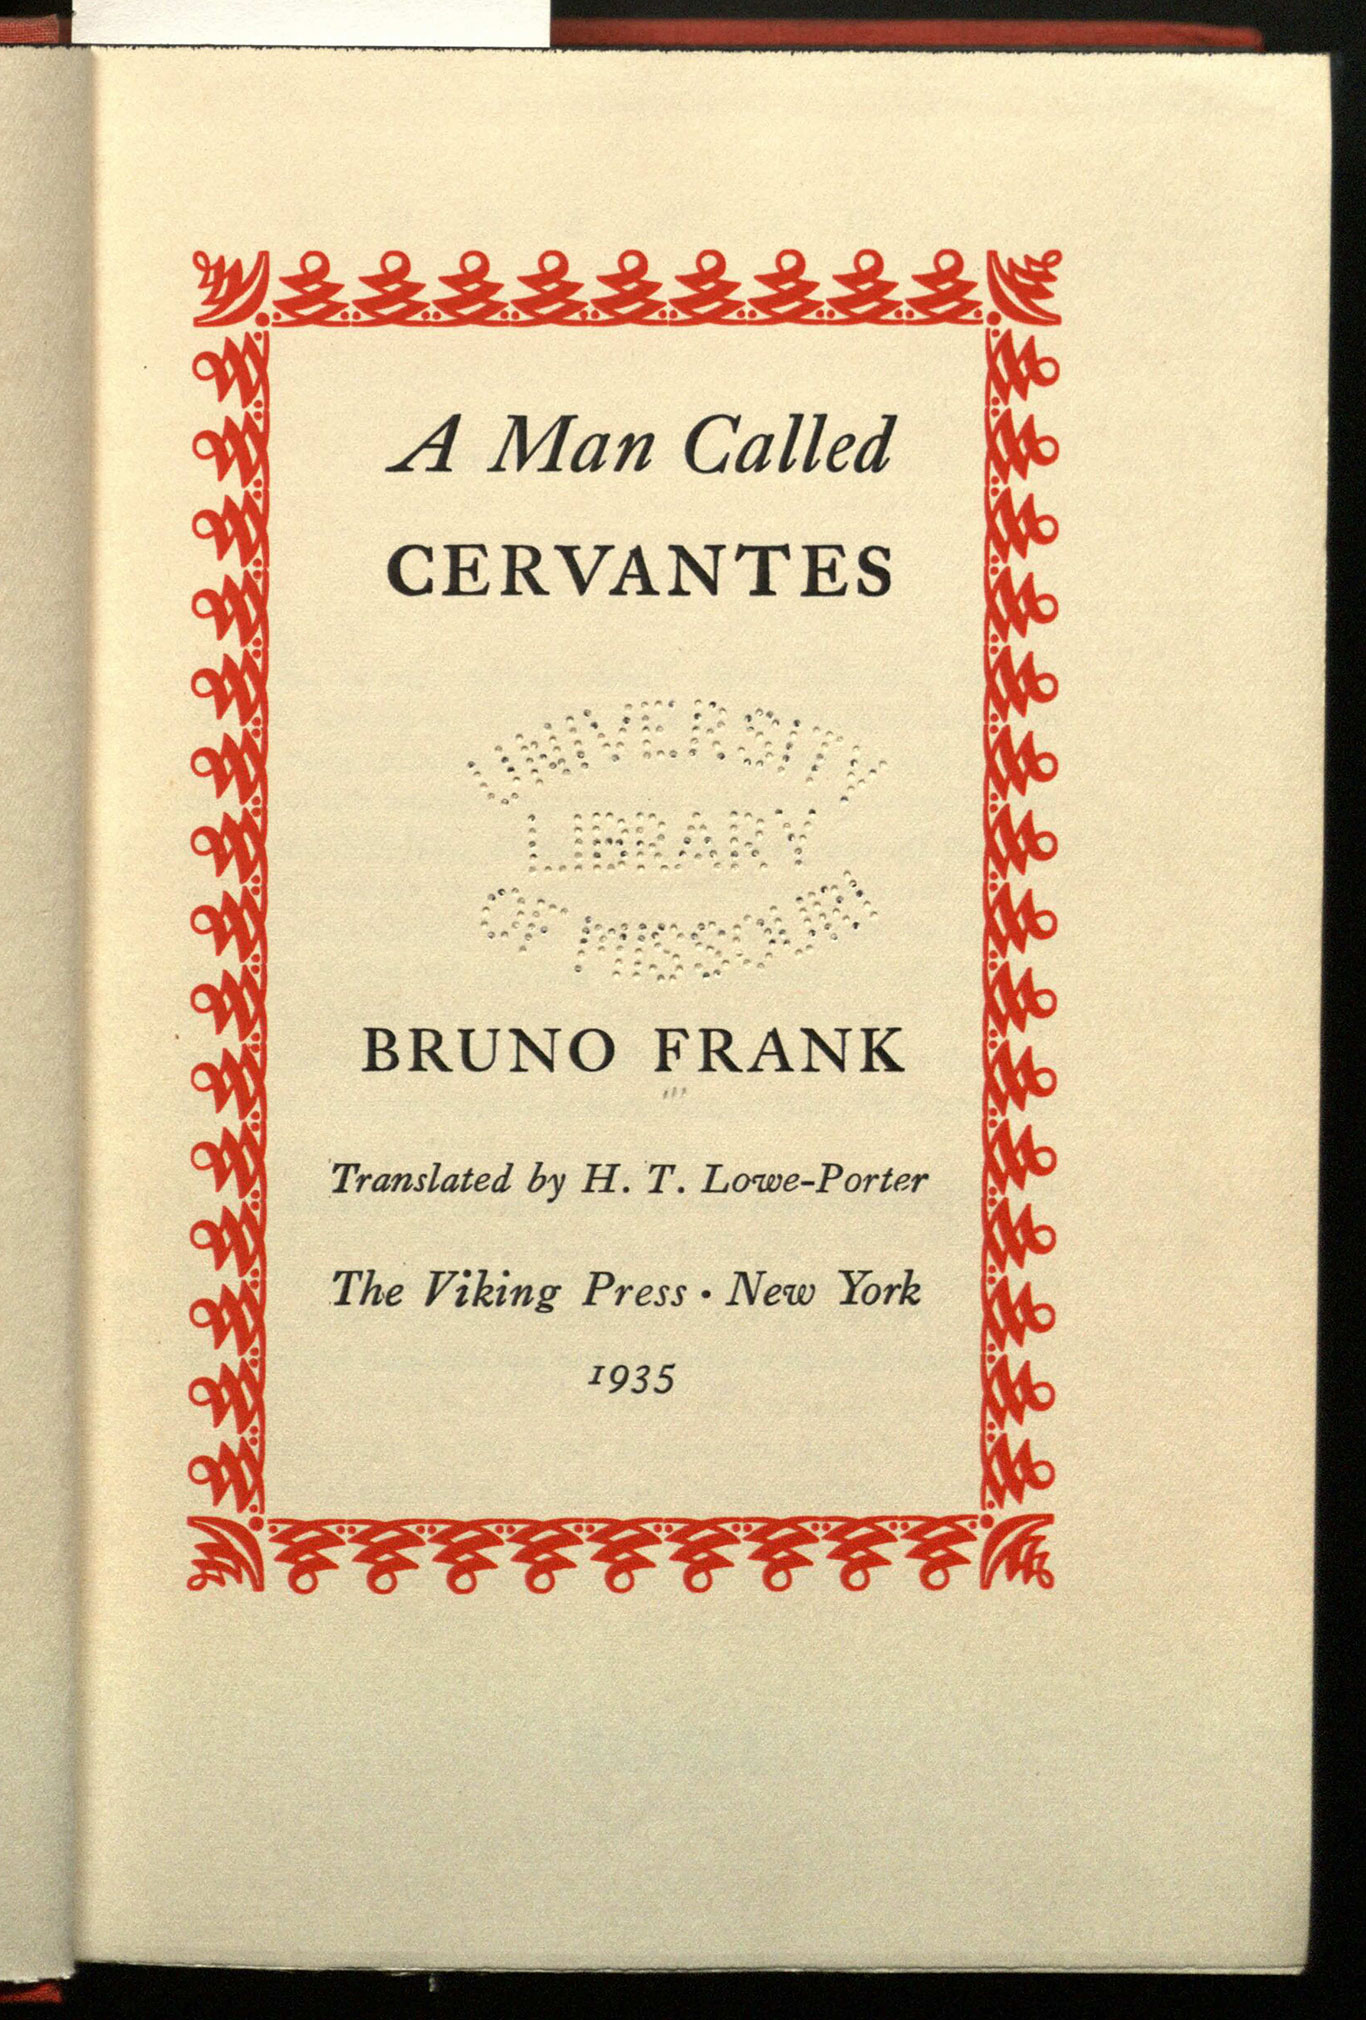 A Man Called
CERVANTES
UNIVERSITY
LIBRARY
OF MISSOURI
BRUNO FRANK
Translated by H. T. Lowe-Porter
The Viking Press · New York
1935